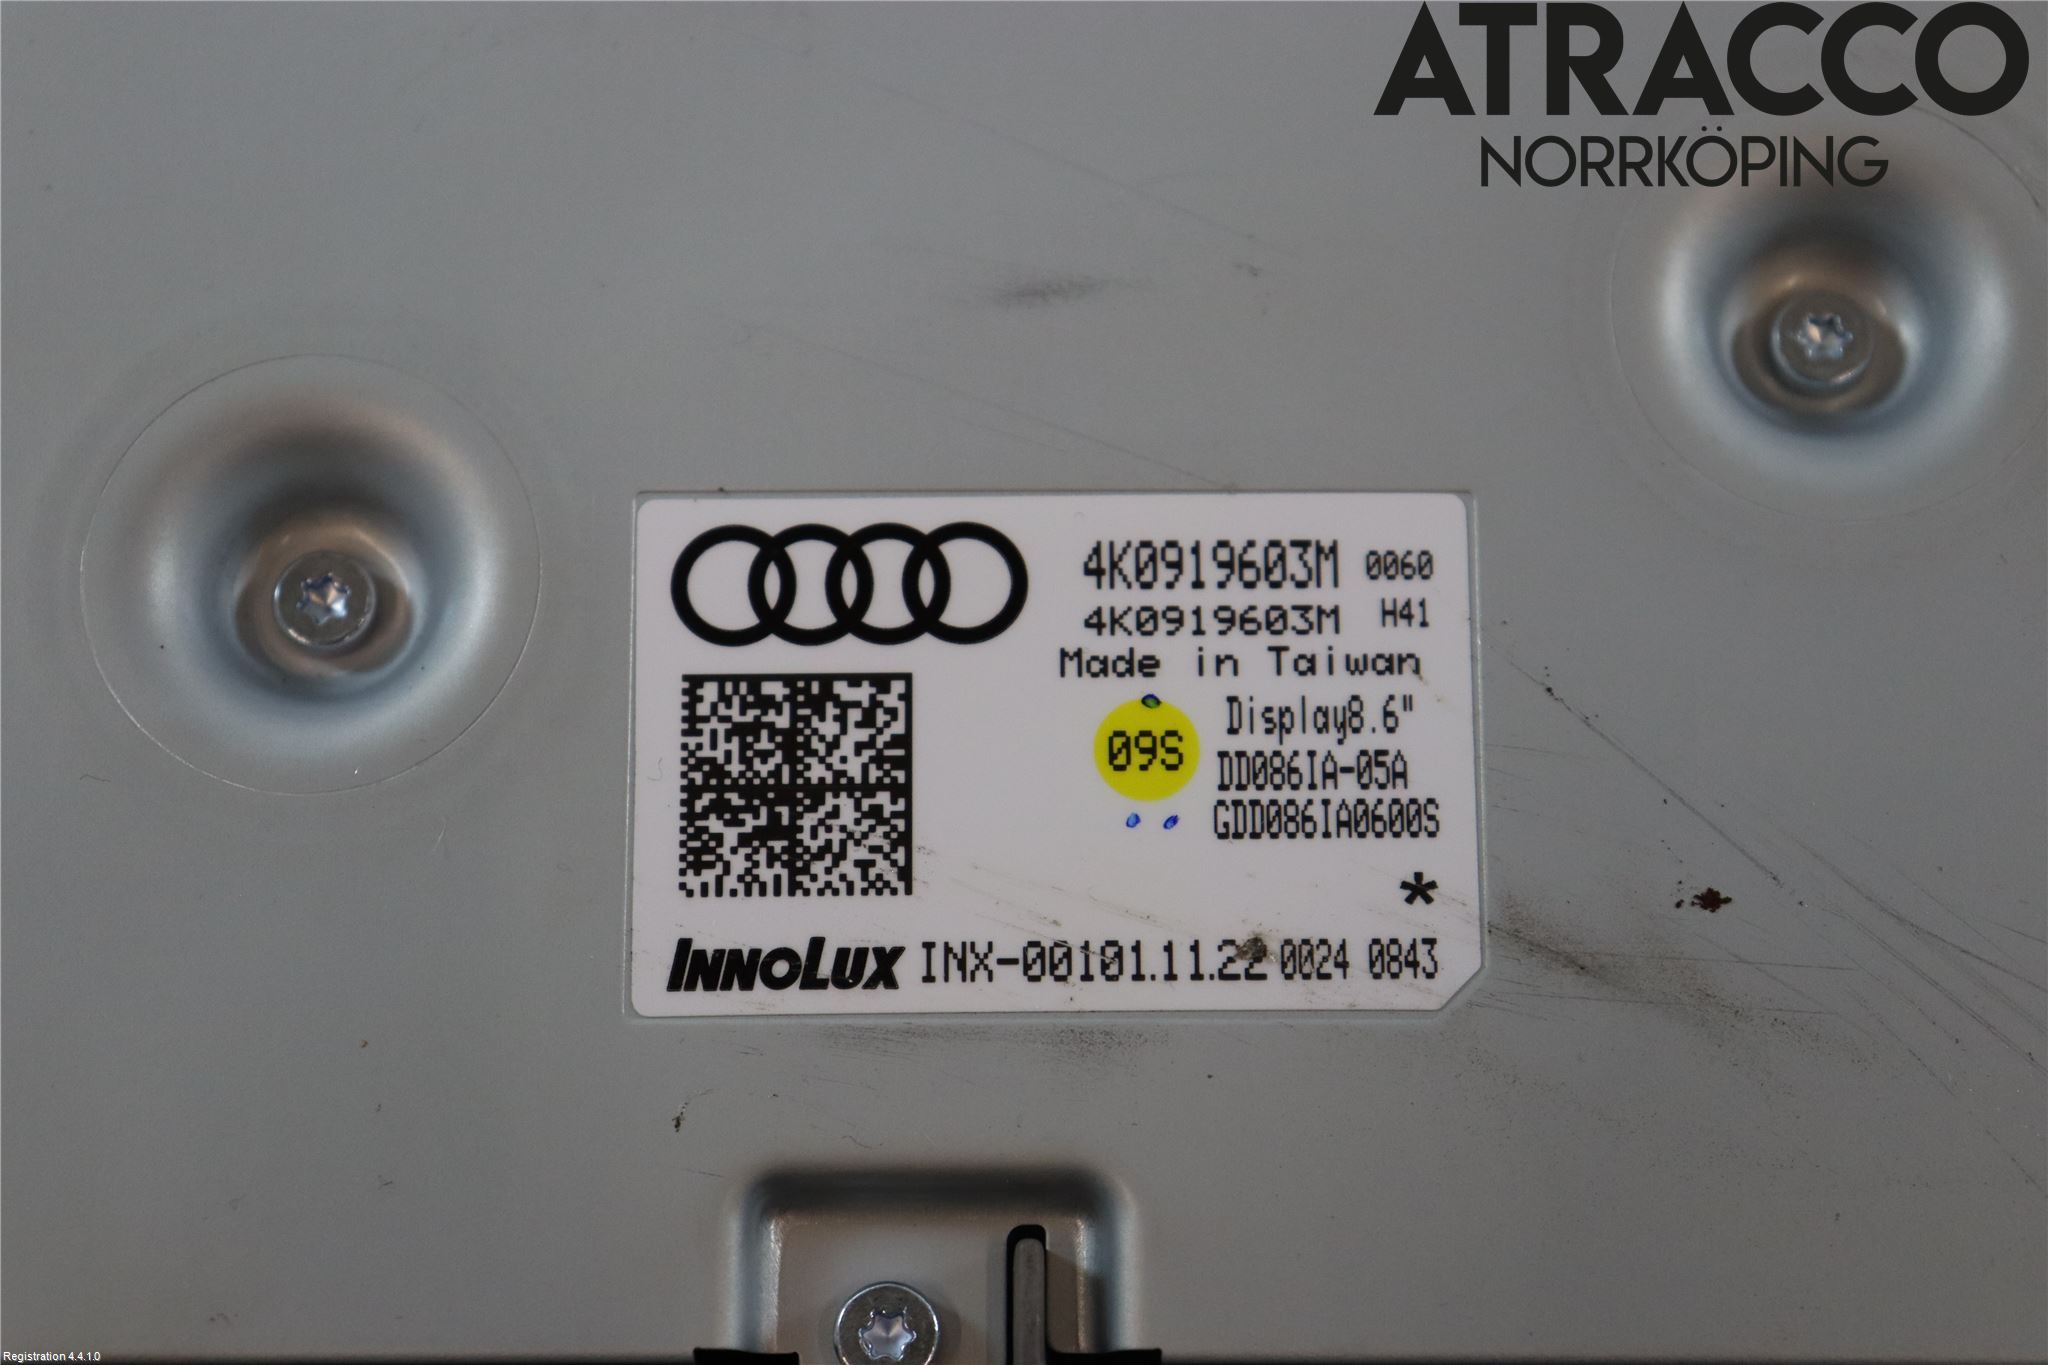 ATRACCO
NORRKÖPING
4K0919603M 0060
4K0919603M H41
Made in Taiwan
Display8.6"
09S
DD086IA-05A
GDD086IA0600S
*
INNOLUX INX-00101.11.22 0024 0843
Registration 4.4.1.0